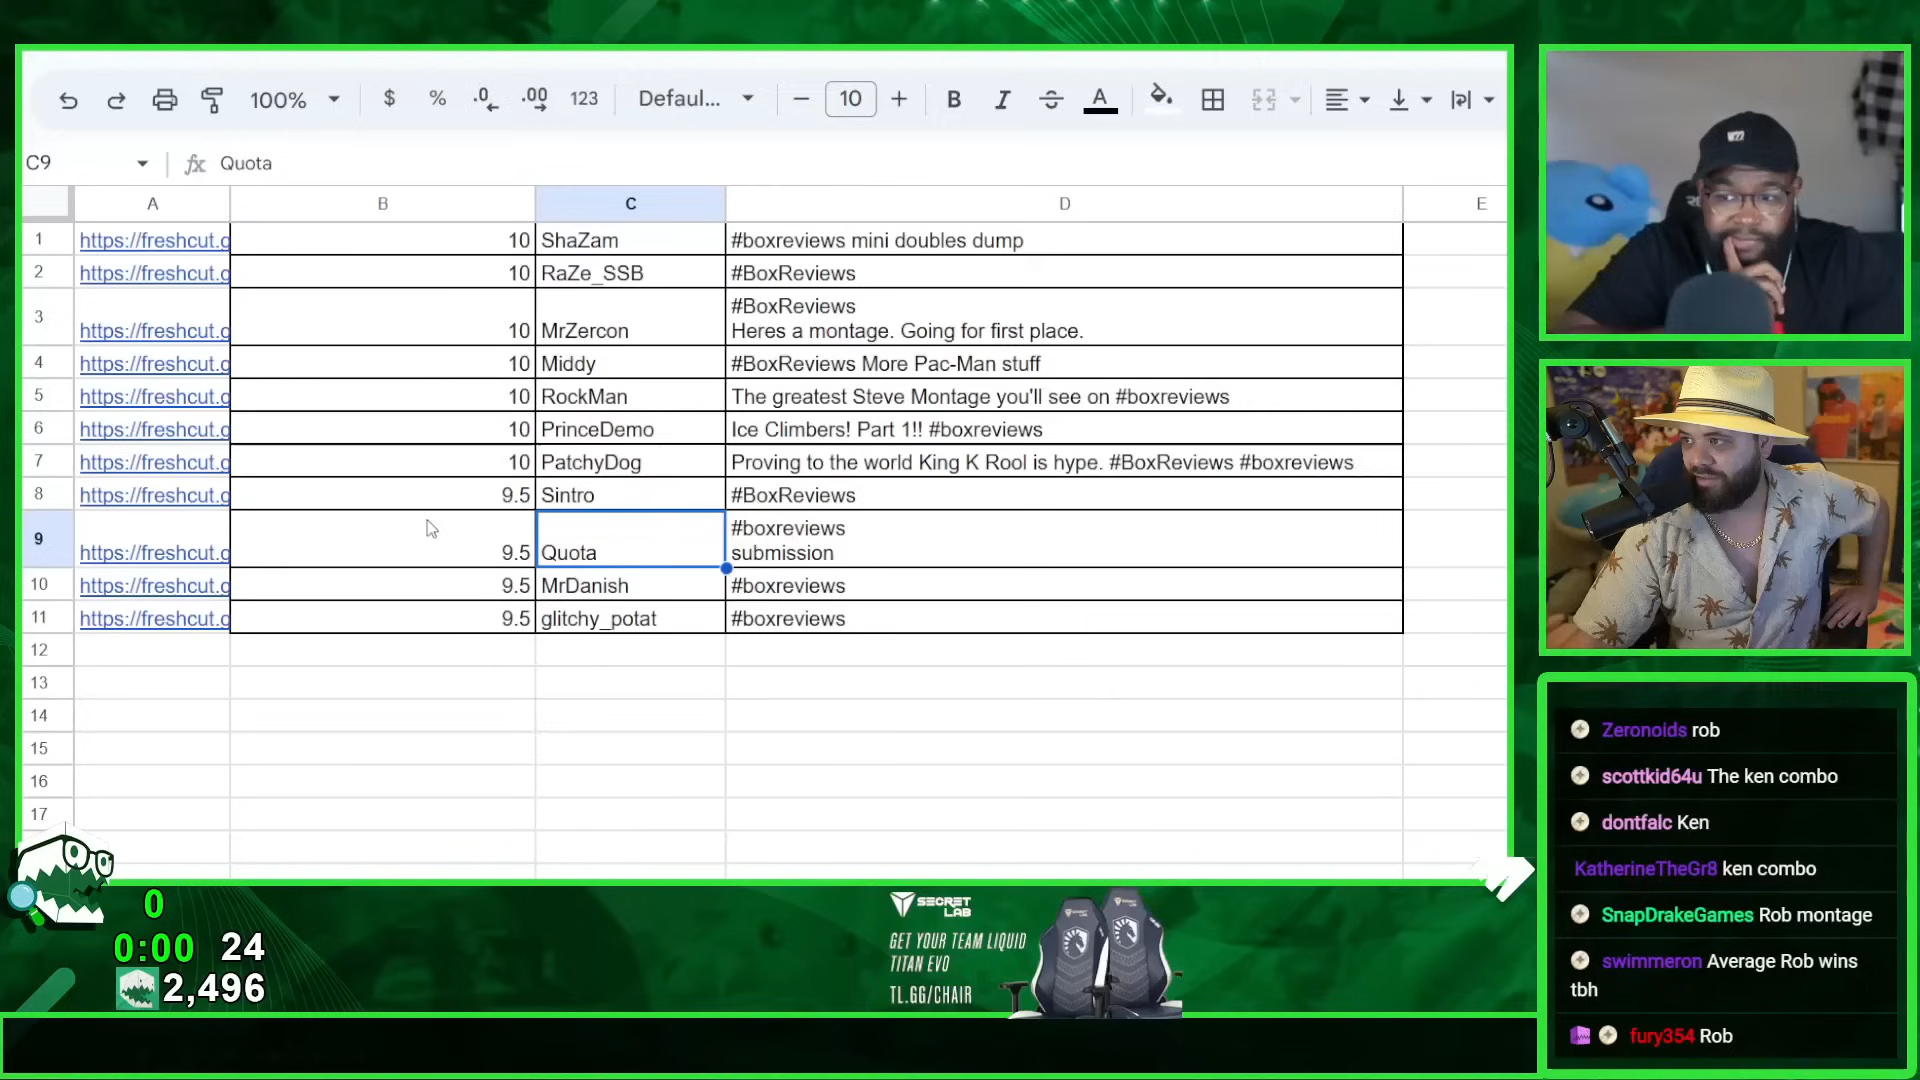 100% $ % .0 .00 123 Defaul... 10 B I A
C9 fx Quota
A B C D E
1 https://freshcut.g 10 ShaZam #boxreviews mini doubles dump
2 https://freshcut.g 10 RaZe_SSB #BoxReviews
#BoxReviews
3 https://freshcut.g 10 MrZercon Heres a montage. Going for first place.
4 https://freshcut.g 10 Middy #BoxReviews More Pac-Man stuff
5 https://freshcut.g 10 RockMan The greatest Steve Montage you'll see on #boxreviews
6 https://freshcut.g 10 PrinceDemo Ice Climbers! Part 1!! #boxreviews
7 https://freshcut.g 10 PatchyDog Proving to the world King K Rool is hype. #BoxReviews #boxreviews
8 https://freshcut.g 9.5 Sintro #BoxReviews
#boxreviews
9 https://freshcut.g 9.5 Quota submission
10 https://freshcut.g 9.5 MrDanish #boxreviews
11 https://freshcut.g 9.5 glitchy_potat #boxreviews
12
13
14
15
16
17
0
0:00 24
2,496
SECRET
LAB
GET YOUR TEAM LIQUID
TITAN EVO
TL.GG/CHAIR
Zeronoids rob
scottkid64u The ken combo
dontfalc Ken
KatherineTheGr8 ken combo
SnapDrakeGames Rob montage
swimmeron Average Rob wins
tbh
fury354 Rob